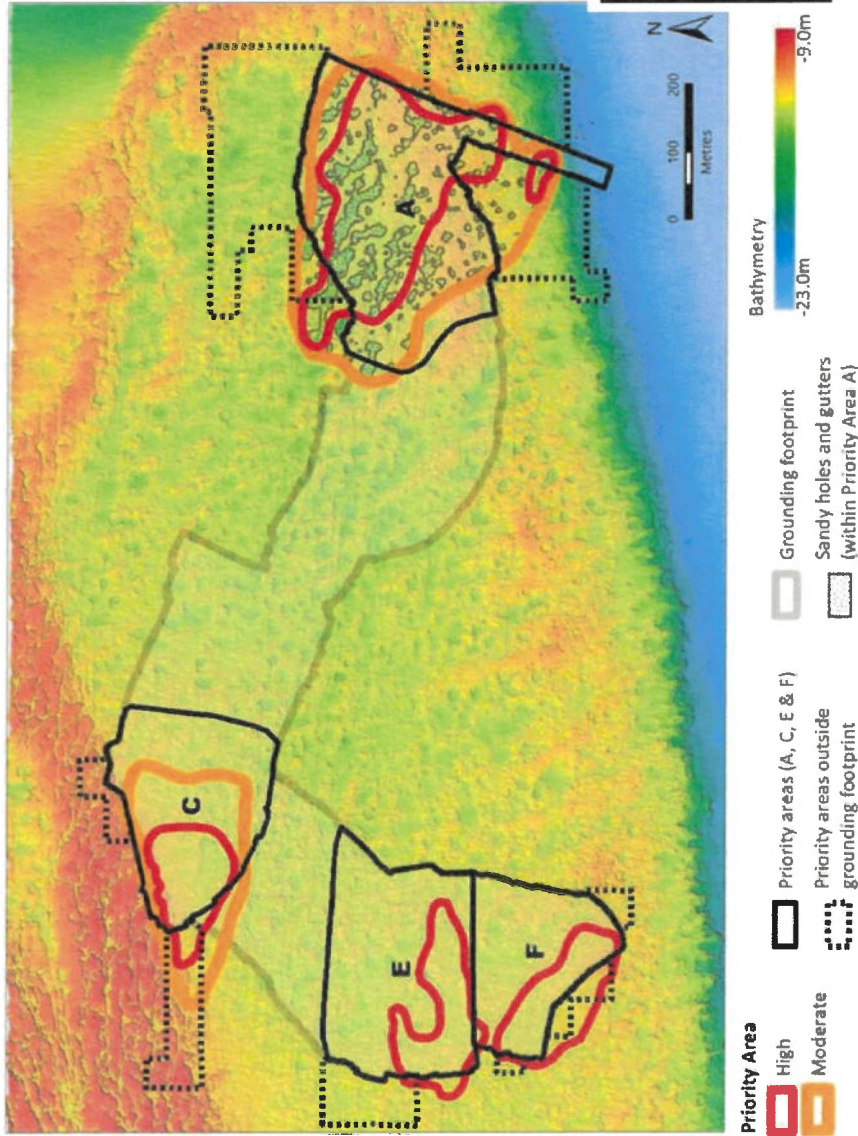 C
A
E
F
N
0 100 200
Metres
Priority Area
High
Moderate
Priority areas (A, C, E & F)
Priority areas outside
grounding footprint
Grounding footprint
Sandy holes and gutters
(within Priority Area A)
Bathymetry
-23.0m -9.0m